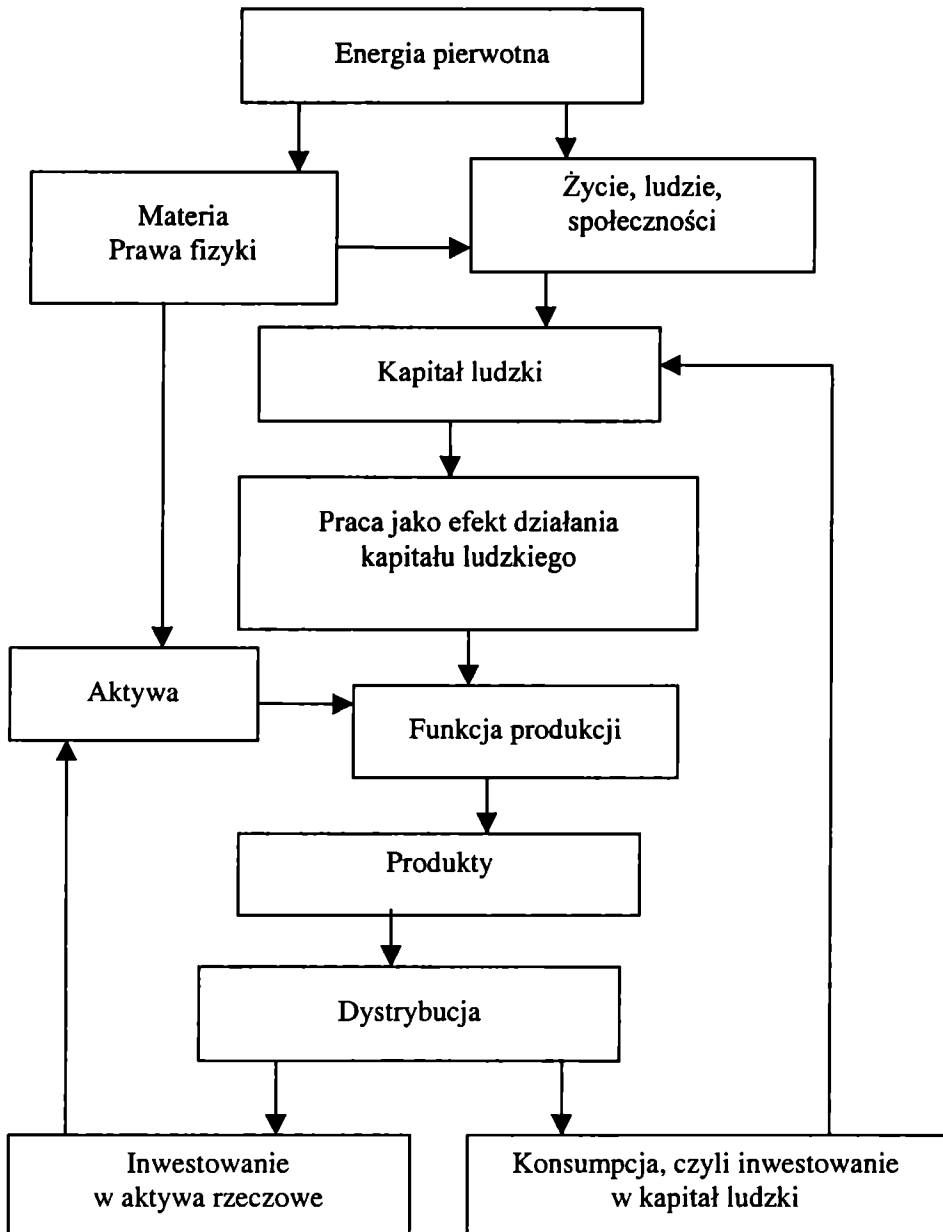 Energia pierwotna
Materia
Prawa fizyki
Życie, ludzie,
społeczności
Kapitał ludzki
Praca jako efekt działania
kapitału ludzkiego
Aktywa
Funkcja produkcji
Produkty
Dystrybucja
Inwestowanie
w aktywa rzeczowe
Konsumpcja, czyli inwestowanie
w kapitał ludzki